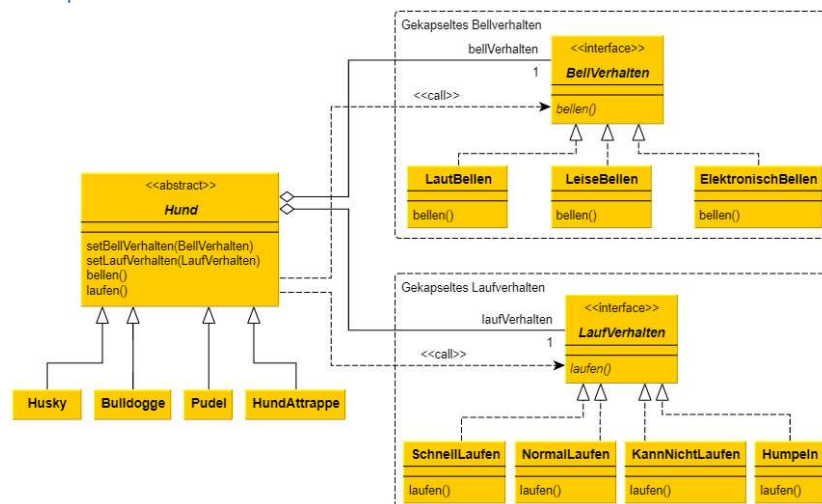 Gekapseltes Bellverhalten
bellVerhalten
1
<<call>>
<<interface>>
BellVerhalten
bellen()
LautBellen
bellen()
LeiseBellen
bellen()
ElektronischBellen
bellen()
<<abstract>>
Hund
setBellVerhalten(BellVerhalten)
setLaufVerhalten(LaufVerhalten)
bellen()
laufen()
Husky
Bulldogge
Pudel
HundAttrappe
Gekapseltes Laufverhalten
laufVerhalten
1
<<call>>
<<interface>>
LaufVerhalten
laufen()
SchnellLaufen
laufen()
NormalLaufen
laufen()
KannNichtLaufen
laufen()
Humpeln
laufen()